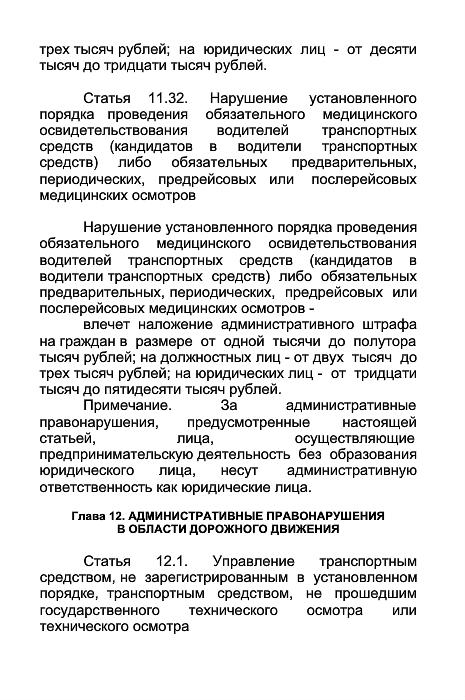 трех тысяч рублей; на юридических лиц - от десяти
тысяч до тридцати тысяч рублей.
Статья 11.32. Нарушение установленного
порядка проведения обязательного медицинского
освидетельствования водителей транспортных
средств (кандидатов в водители транспортных
средств) либо обязательных предварительных,
периодических, предрейсовых или послерейсовых
медицинских осмотров
Нарушение установленного порядка проведения
обязательного медицинского освидетельствования
водителей транспортных средств (кандидатов в
водители транспортных средств) либо обязательных
предварительных, периодических, предрейсовых или
послерейсовых медицинских осмотров -
влечет наложение административного штрафа
на граждан в размере от одной тысячи до полутора
тысяч рублей; на должностных лиц - от двух тысяч до
трех тысяч рублей; на юридических лиц - от тридцати
тысяч до пятидесяти тысяч рублей.
Примечание. За административные
правонарушения, предусмотренные настоящей
статьей, лица, осуществляющие
предпринимательскую деятельность без образования
юридического лица, несут административную
ответственность как юридические лица.
Глава 12. АДМИНИСТРАТИВНЫЕ ПРАВОНАРУШЕНИЯ
В ОБЛАСТИ ДОРОЖНОГО ДВИЖЕНИЯ
Статья 12.1. Управление транспортным
средством, не зарегистрированным в установленном
порядке, транспортным средством, не прошедшим
государственного технического осмотра или
технического осмотра